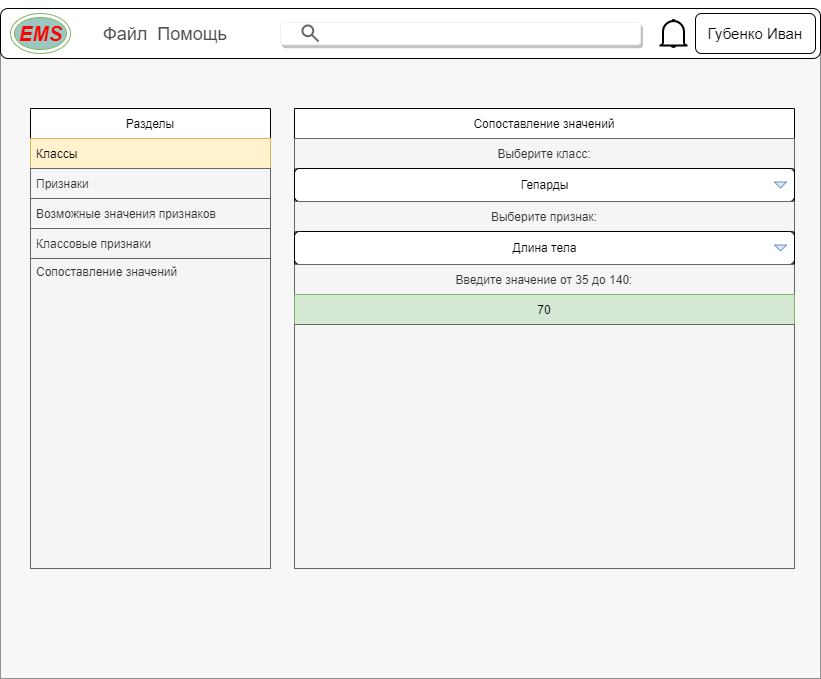 EMS
Файл Помощь
Губенко Иван
Разделы
Классы
Признаки
Возможные значения признаков
Классовые признаки
Сопоставление значений
Сопоставление значений
Выберите класс:
Гепарды
Выберите признак:
Длина тела
Введите значение от 35 до 140:
70